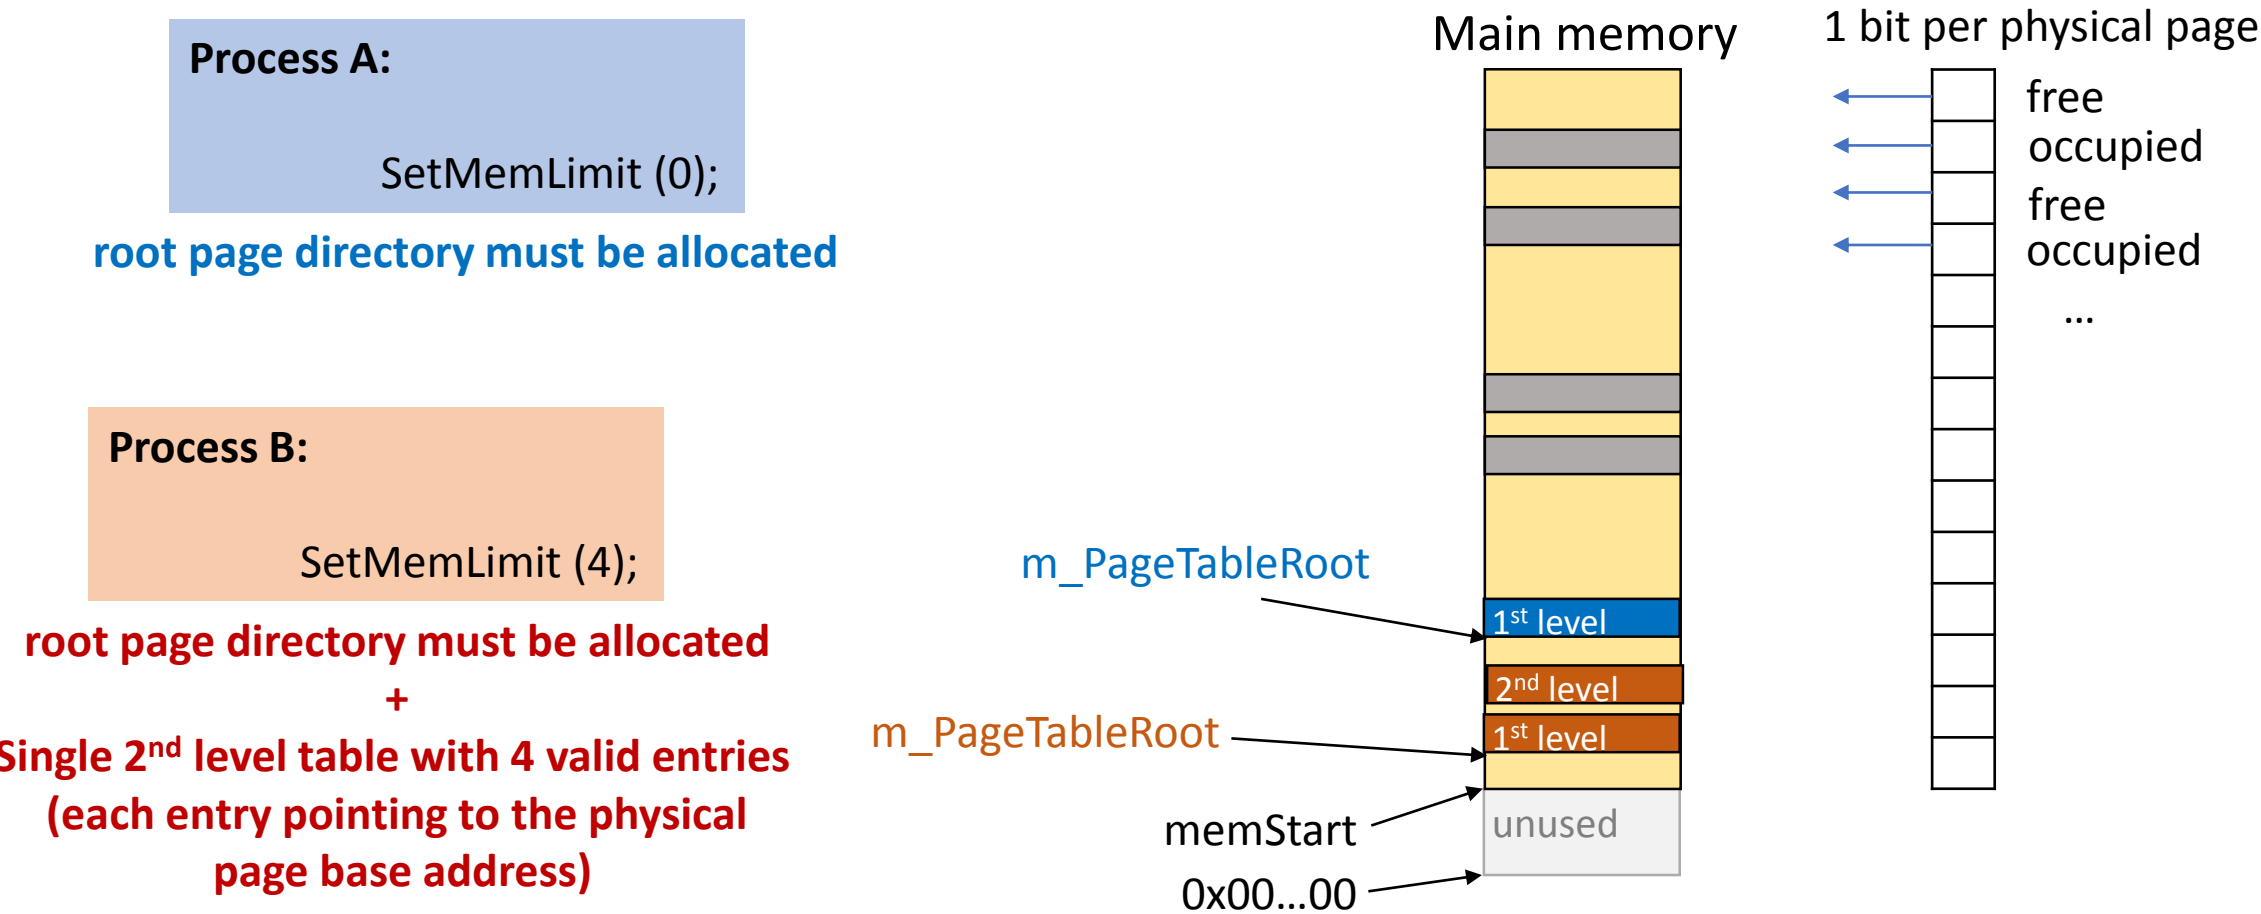 Process A:
SetMemLimit (0);
root page directory must be allocated
Process B:
SetMemLimit (4);
root page directory must be allocated
+
Single 2nd level table with 4 valid entries
(each entry pointing to the physical
page base address)
Main memory
m_PageTableRoot
1st level
2nd level
m_PageTableRoot
1st level
memStart
unused
0x00...00
1 bit per physical page
free
occupied
free
occupied
...